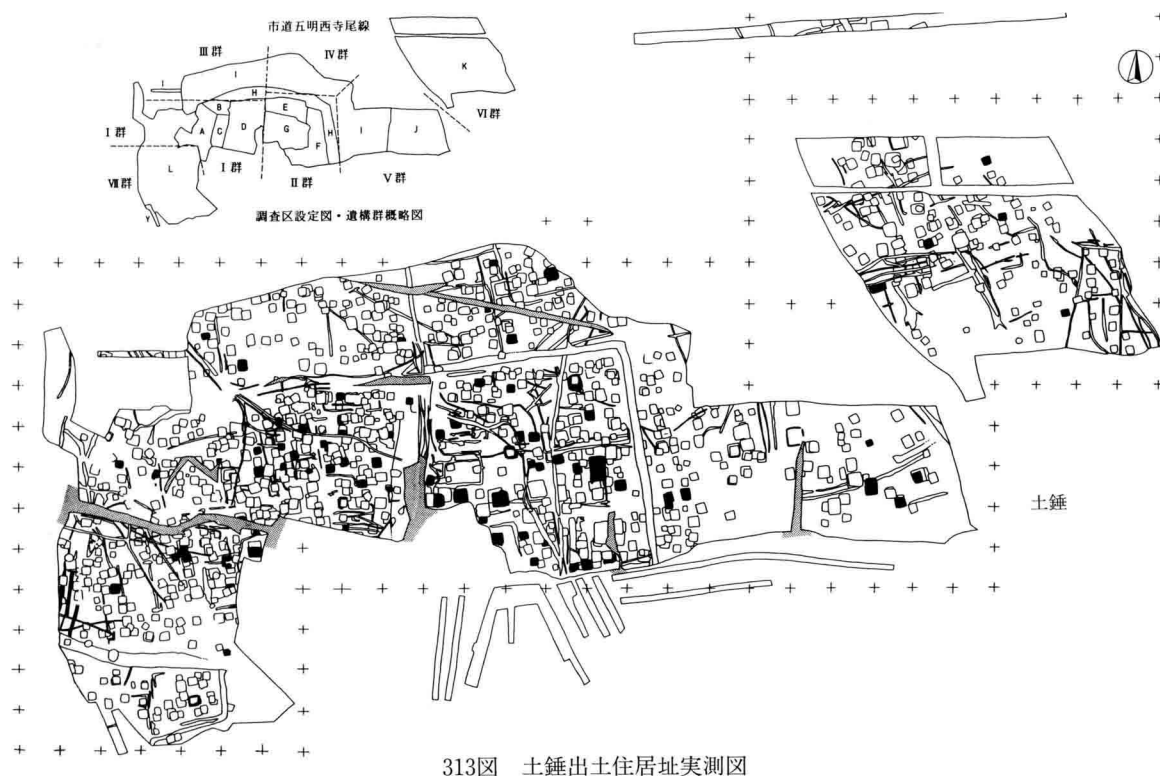 市道五明西寺尾線
III群
IV群
K
I
I
H
B
E
VI群
I群
A
C
D
G
H
I
J
F
VII群
L
I群
II群
V群
Y
調査区設定図・遺構群概略図
土錘
313図 土錘出土住居址実測図